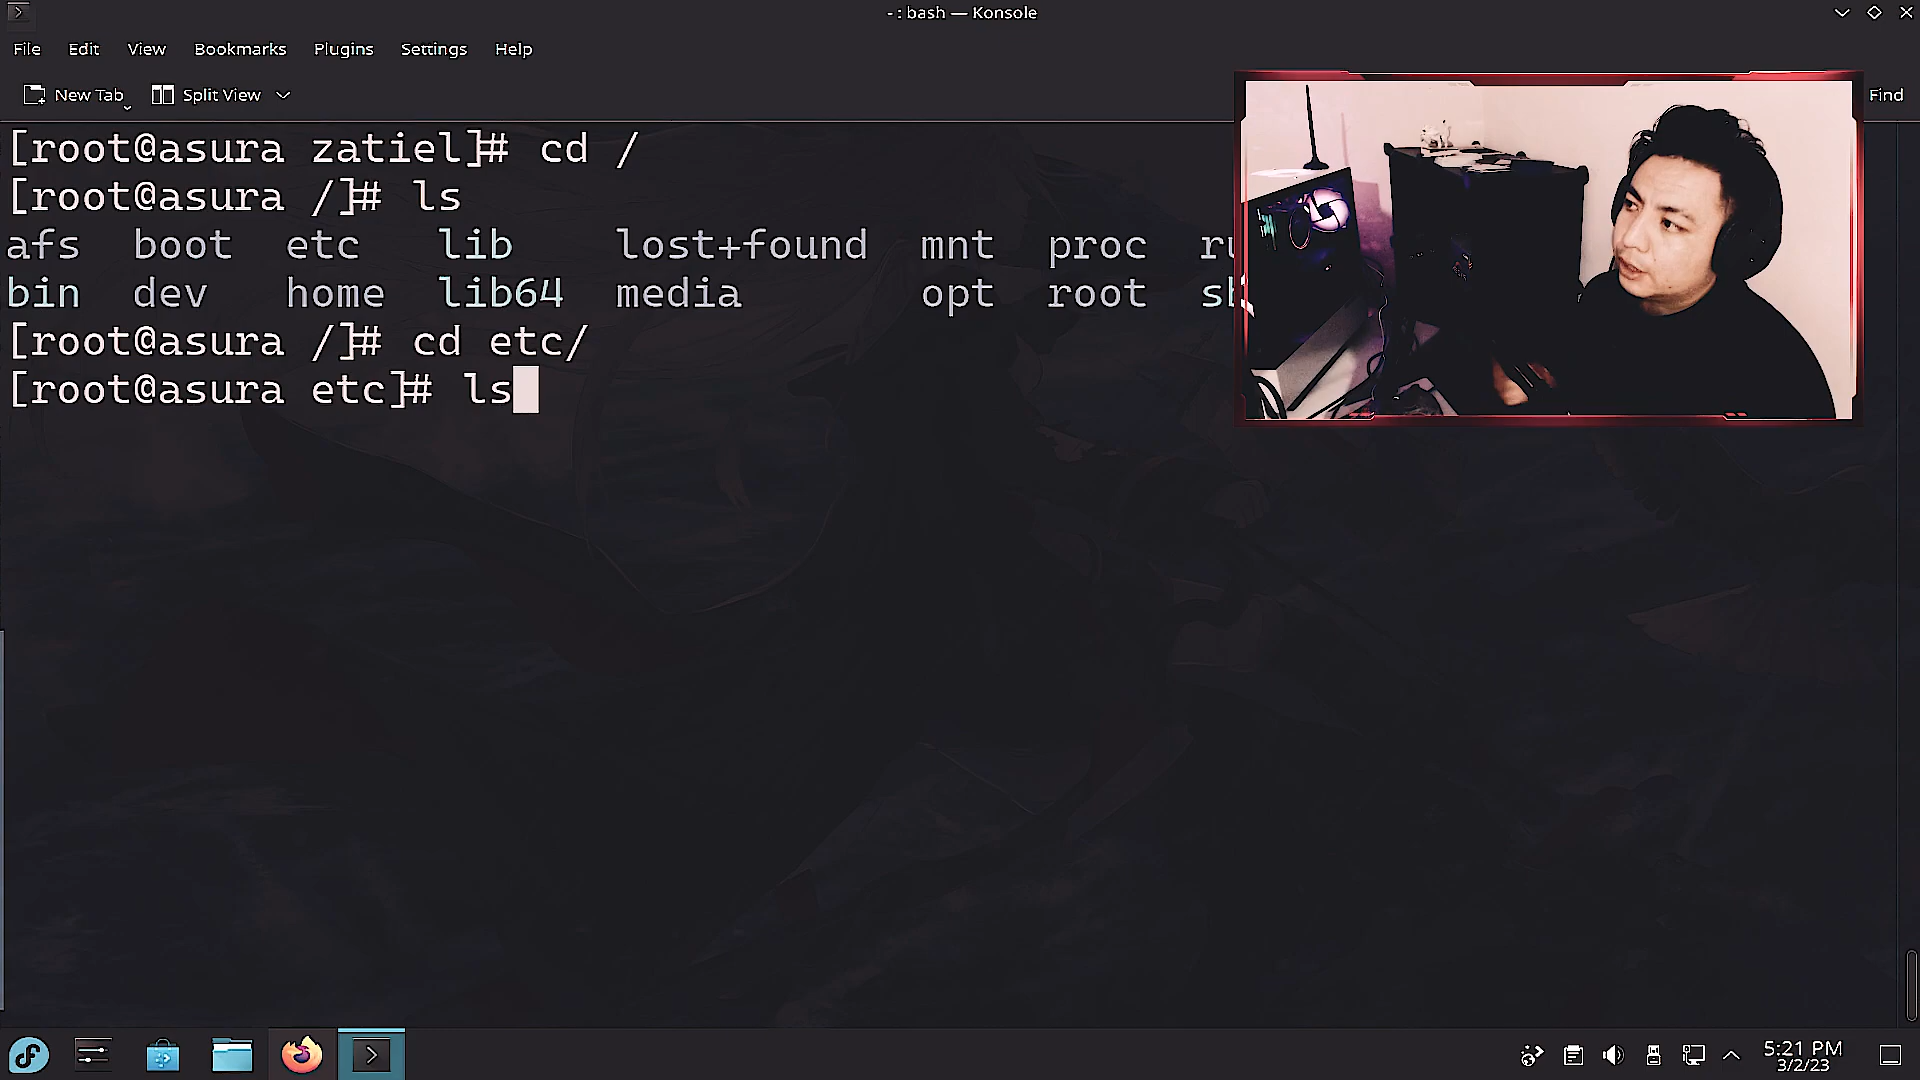 - : bash — Konsole
File Edit View Bookmarks Plugins Settings Help
New Tab Split View Find
[root@asura zatiel]# cd /
[root@asura /]# ls
afs boot etc lib lost+found mnt proc
bin dev home lib64 media opt root
[root@asura /]# cd etc/
[root@asura etc]# ls
5:21 PM
3/2/23